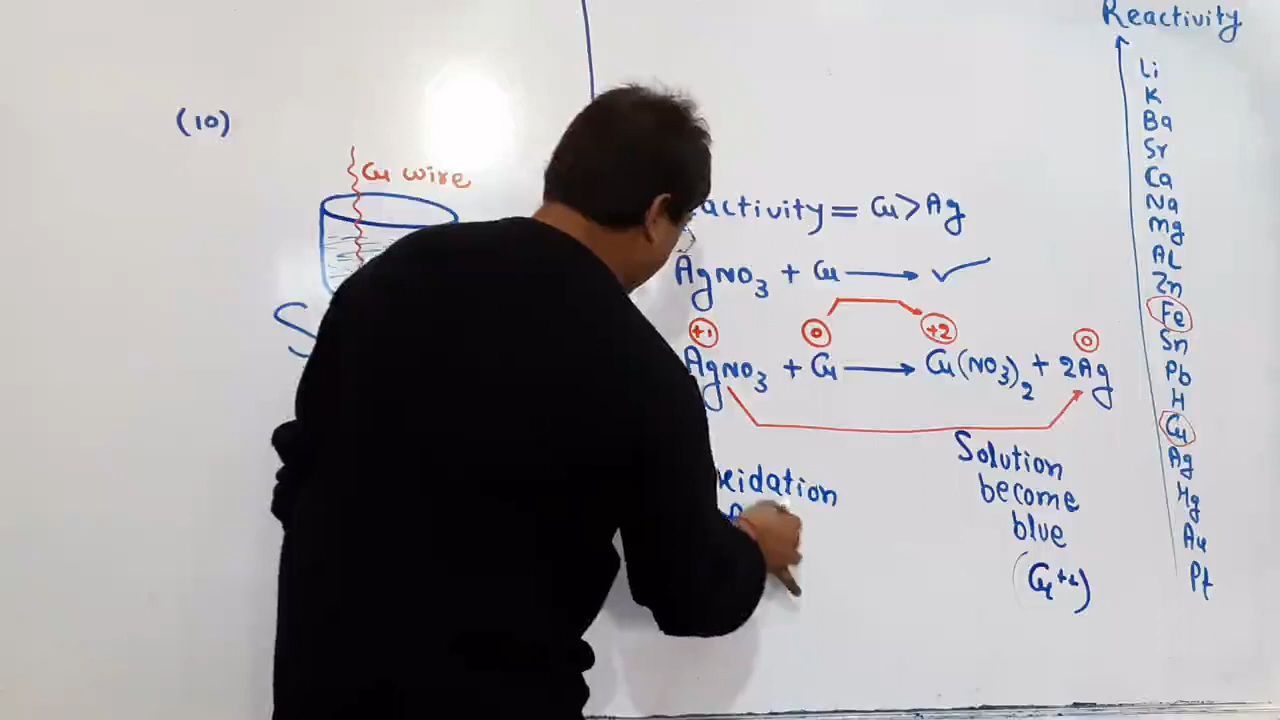 (10)
Cu wire
S
activity = Cu > Ag
AgNO3 + Cu → ✓
+1 0 +2 0
AgNO3 + Cu → Cu(NO3)2 + 2Ag
xidation
Solution
become
blue
(Cu+2)
Reactivity
Li
K
Ba
Sr
Ca
Na
Mg
AL
Zn
Fe
Sn
Pb
H
Cu
Ag
Hg
Au
Pt